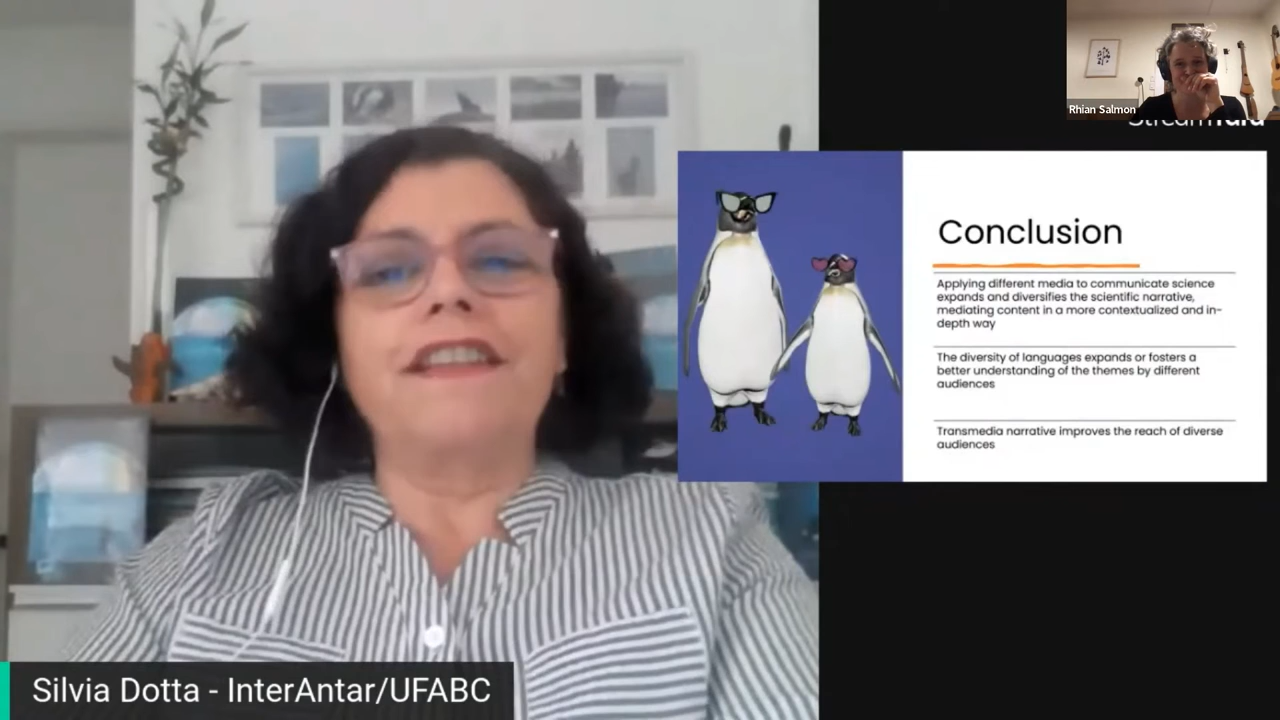 Rhian Salmon
Conclusion
Applying different media to communicate science
expands and diversifies the scientific narrative,
mediating content in a more contextualized and in-
depth way
The diversity of languages expands or fosters a
better understanding of the themes by different
audiences
Transmedia narrative improves the reach of diverse
audiences
Silvia Dotta - InterAntar/UFABC